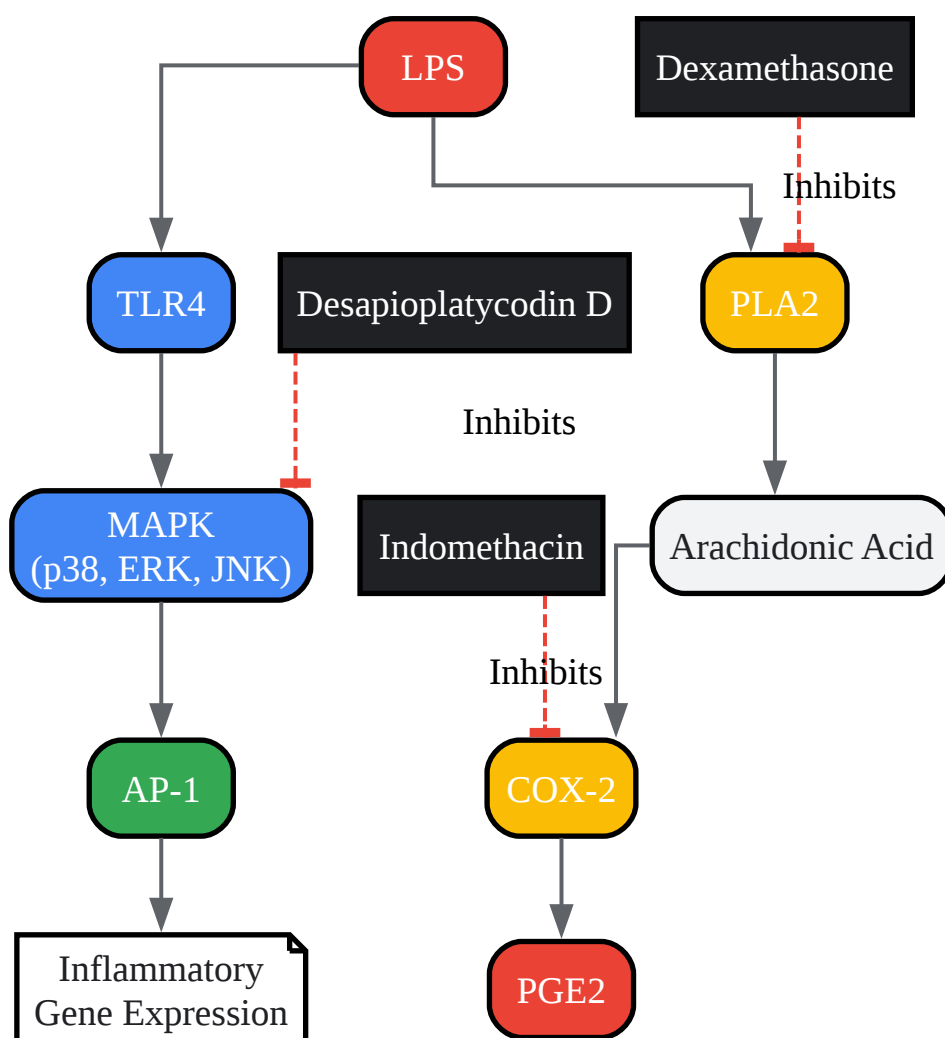 LPS
Dexamethasone
Inhibits
TLR4
Desapioplatycodin D
PLA2
Inhibits
MAPK
(p38, ERK, JNK)
Indomethacin
Arachidonic Acid
Inhibits
AP-1
COX-2
Inflammatory
Gene Expression
PGE2